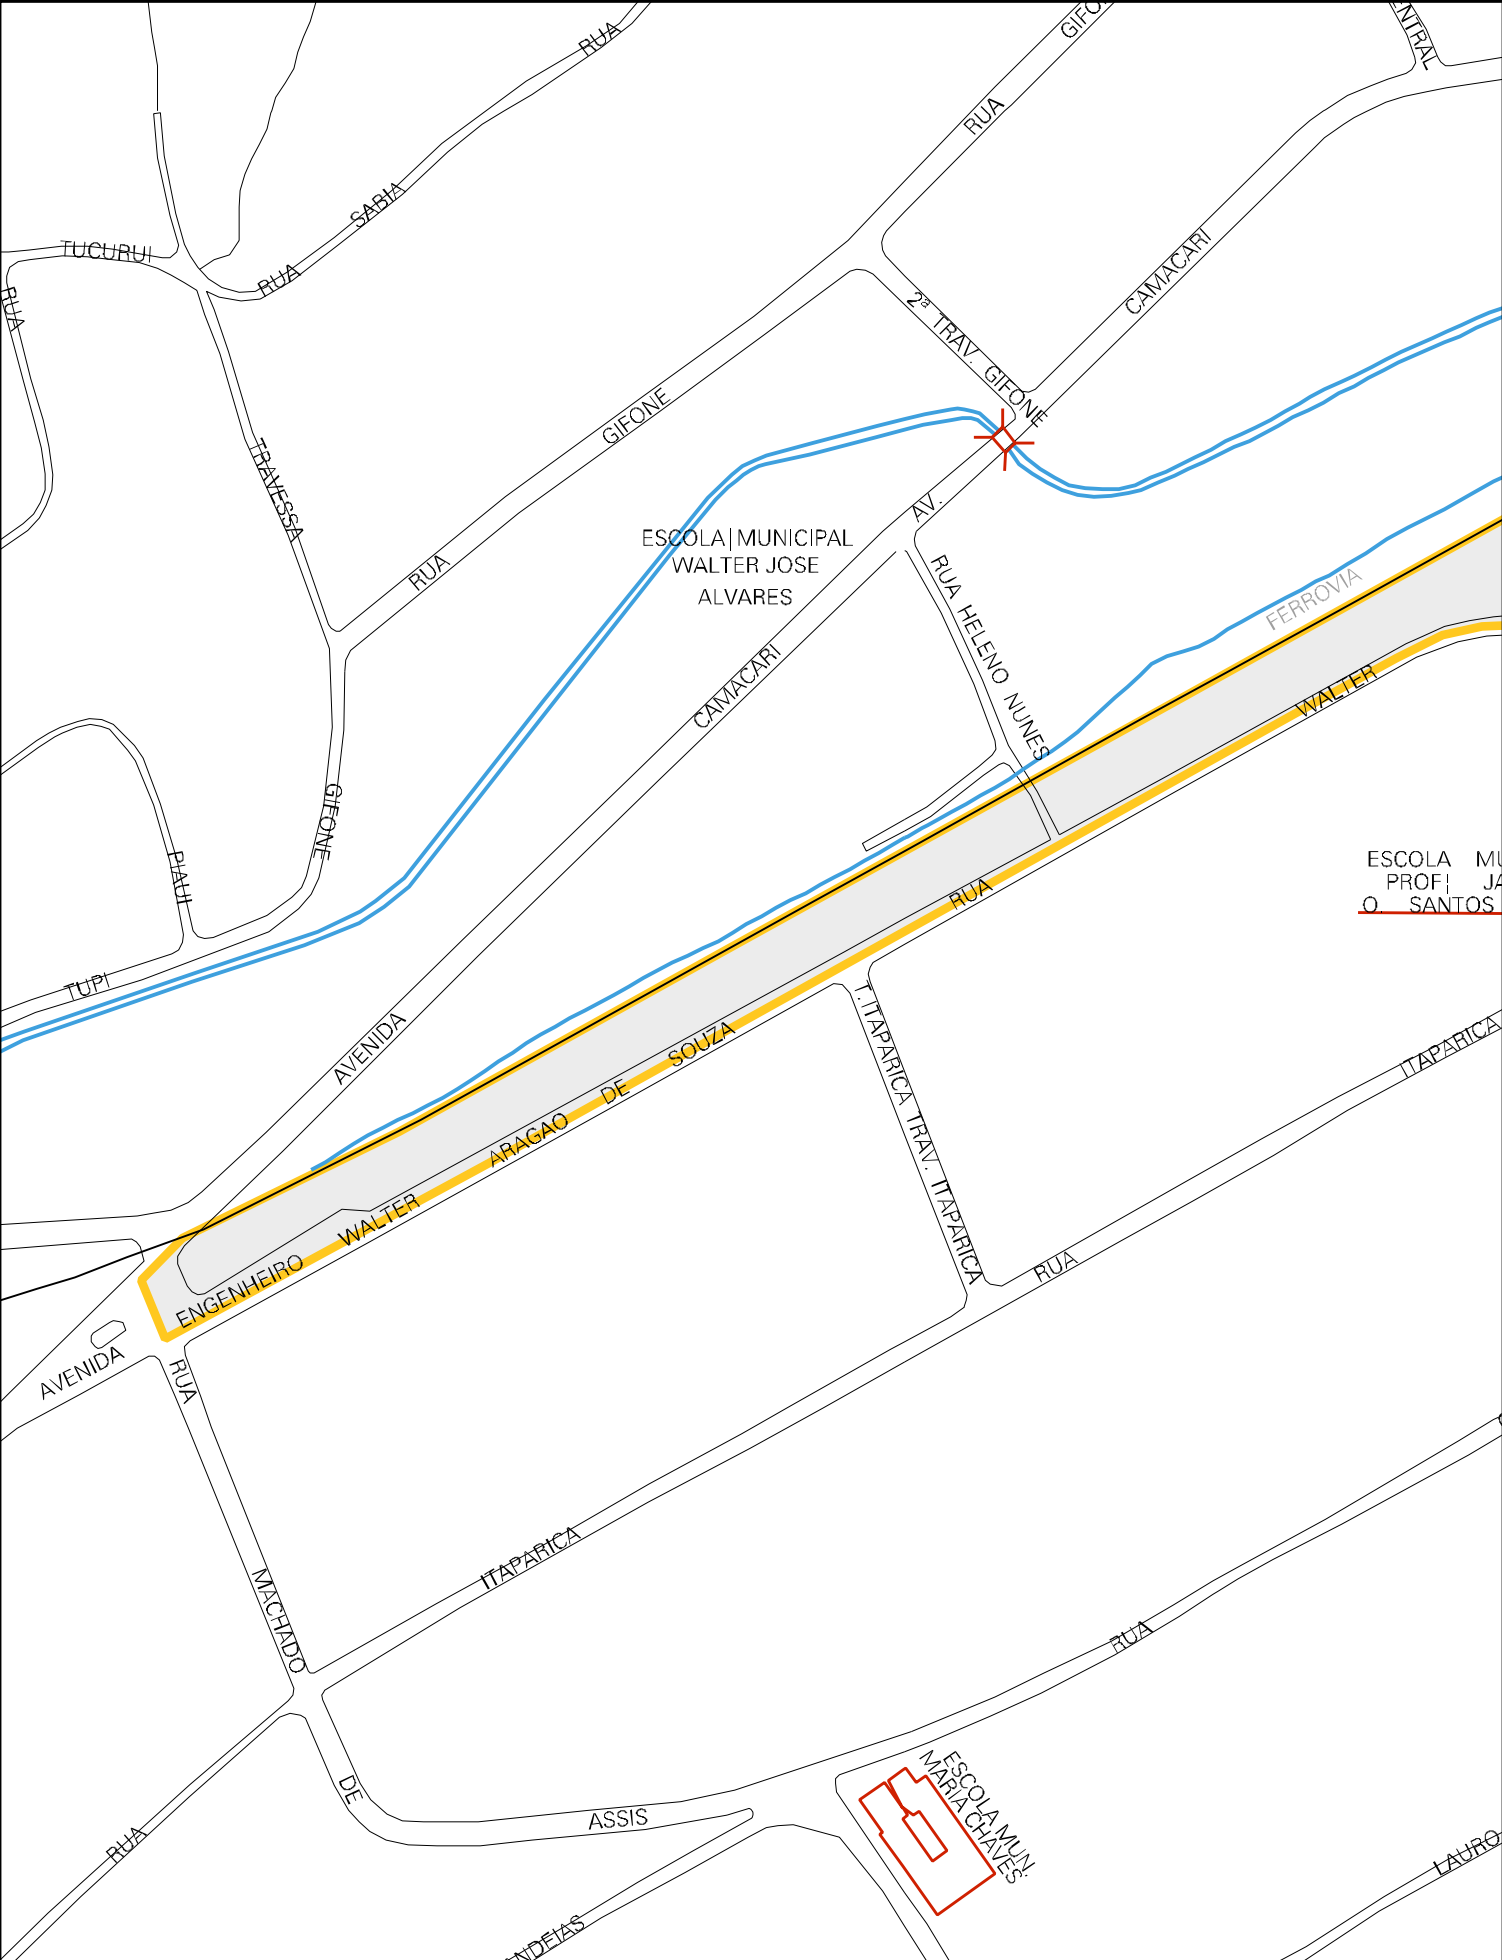 RUA
GIFO
NTRAL
RUA
SABIA
TUCURUI
RUA
RUA
CAMACARI
2ª TRAV. GIFONE
GIFONE
TRAVESSA
RUA
AV.
ESCOLA|MUNICIPAL
WALTER JOSE
ALVARES
RUA HELENO NUNES
FERROVIA
CAMACARI
WALTER
GIFONE
PIAUI
RUA
ESCOLA MU
PROF¦ JA
O. SANTOS
TUPI
AVENIDA
T. ITAPARICA TRAV. ITAPARICA
ITAPARICA
ENGENHEIRO WALTER ARAGAO DE SOUZA
RUA
AVENIDA
RUA
ITAPARICA
MACHADO
RUA
DE
ASSIS
RUA
ESCOLA MUN.
MARIA CHAVES
LAURO
NDEIAS